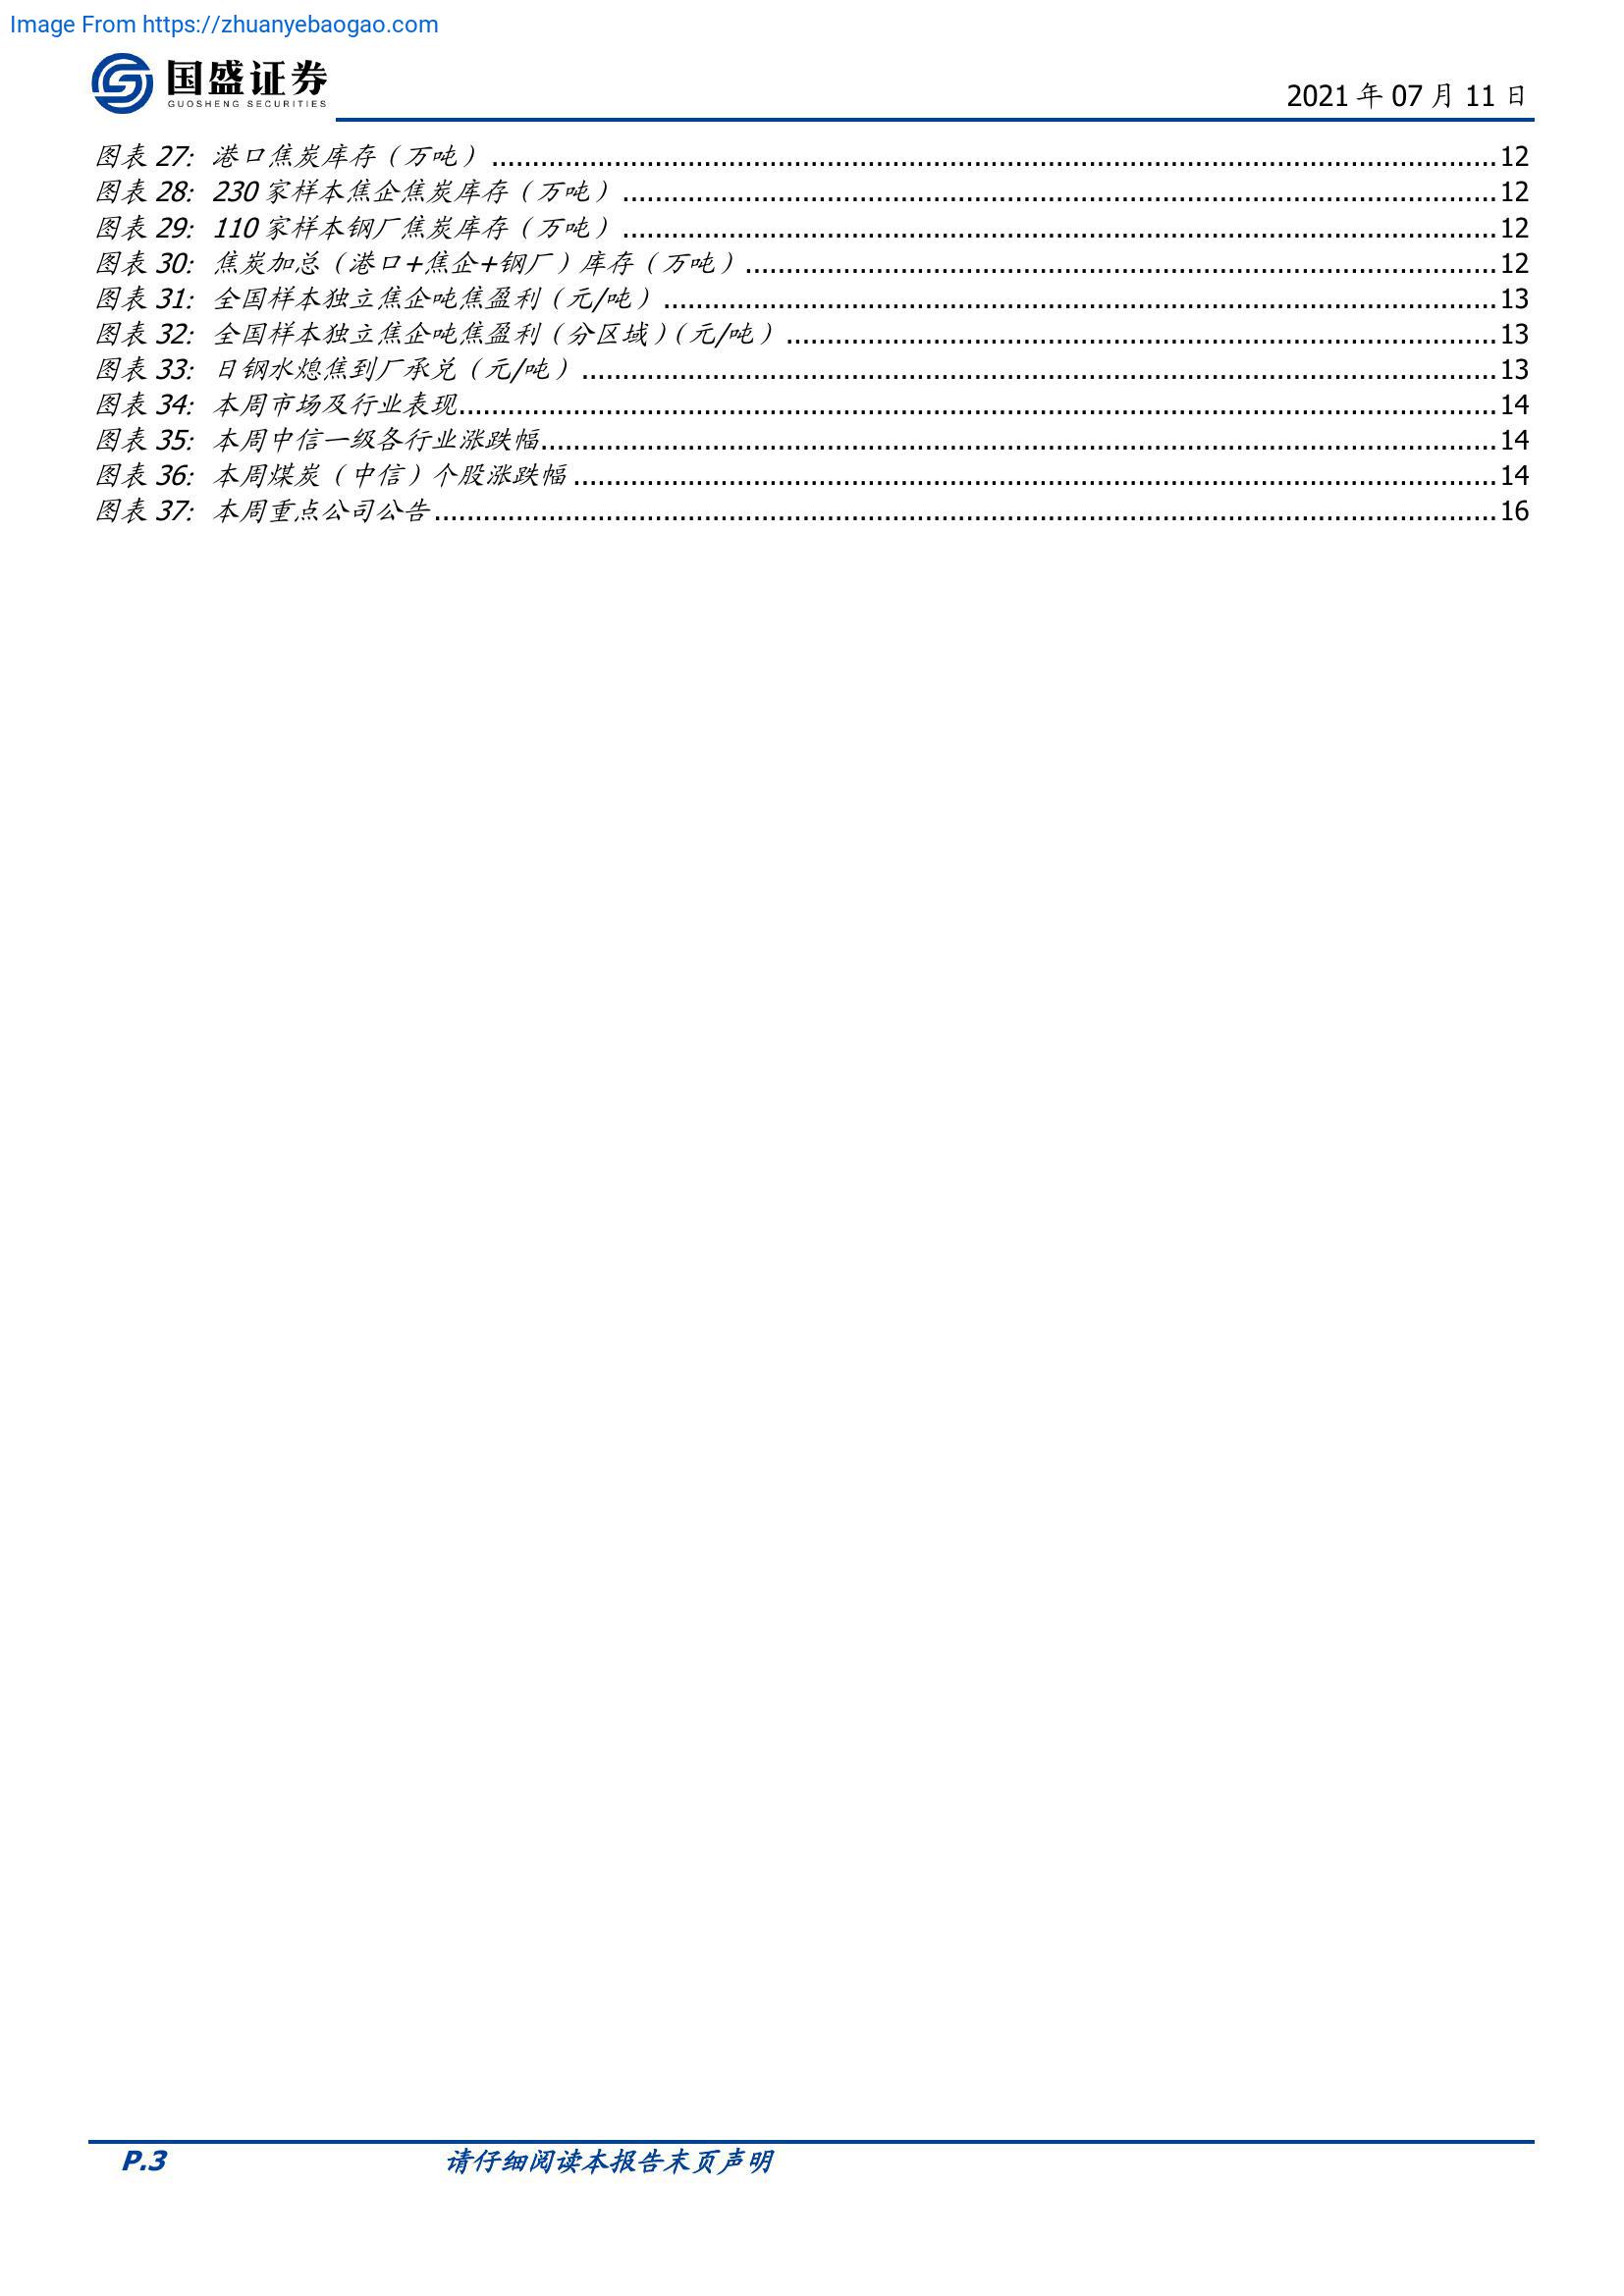 Image From https://zhuanyebaogao.com
国盛证券
GUOSHENG SECURITIES
2021 年 07 月 11 日
图表 27: 港口焦炭库存（万吨）......12
图表 28: 230 家样本焦企焦炭库存（万吨）......12
图表 29: 110 家样本钢厂焦炭库存（万吨）......12
图表 30: 焦炭加总（港口+焦企+钢厂）库存（万吨）......12
图表 31: 全国样本独立焦企吨焦盈利（元/吨）......13
图表 32: 全国样本独立焦企吨焦盈利（分区域）（元/吨）......13
图表 33: 日钢水熄焦到厂承兑（元/吨）......13
图表 34: 本周市场及行业表现......14
图表 35: 本周中信一级各行业涨跌幅......14
图表 36: 本周煤炭（中信）个股涨跌幅......14
图表 37: 本周重点公司公告......16
P.3 请仔细阅读本报告末页声明